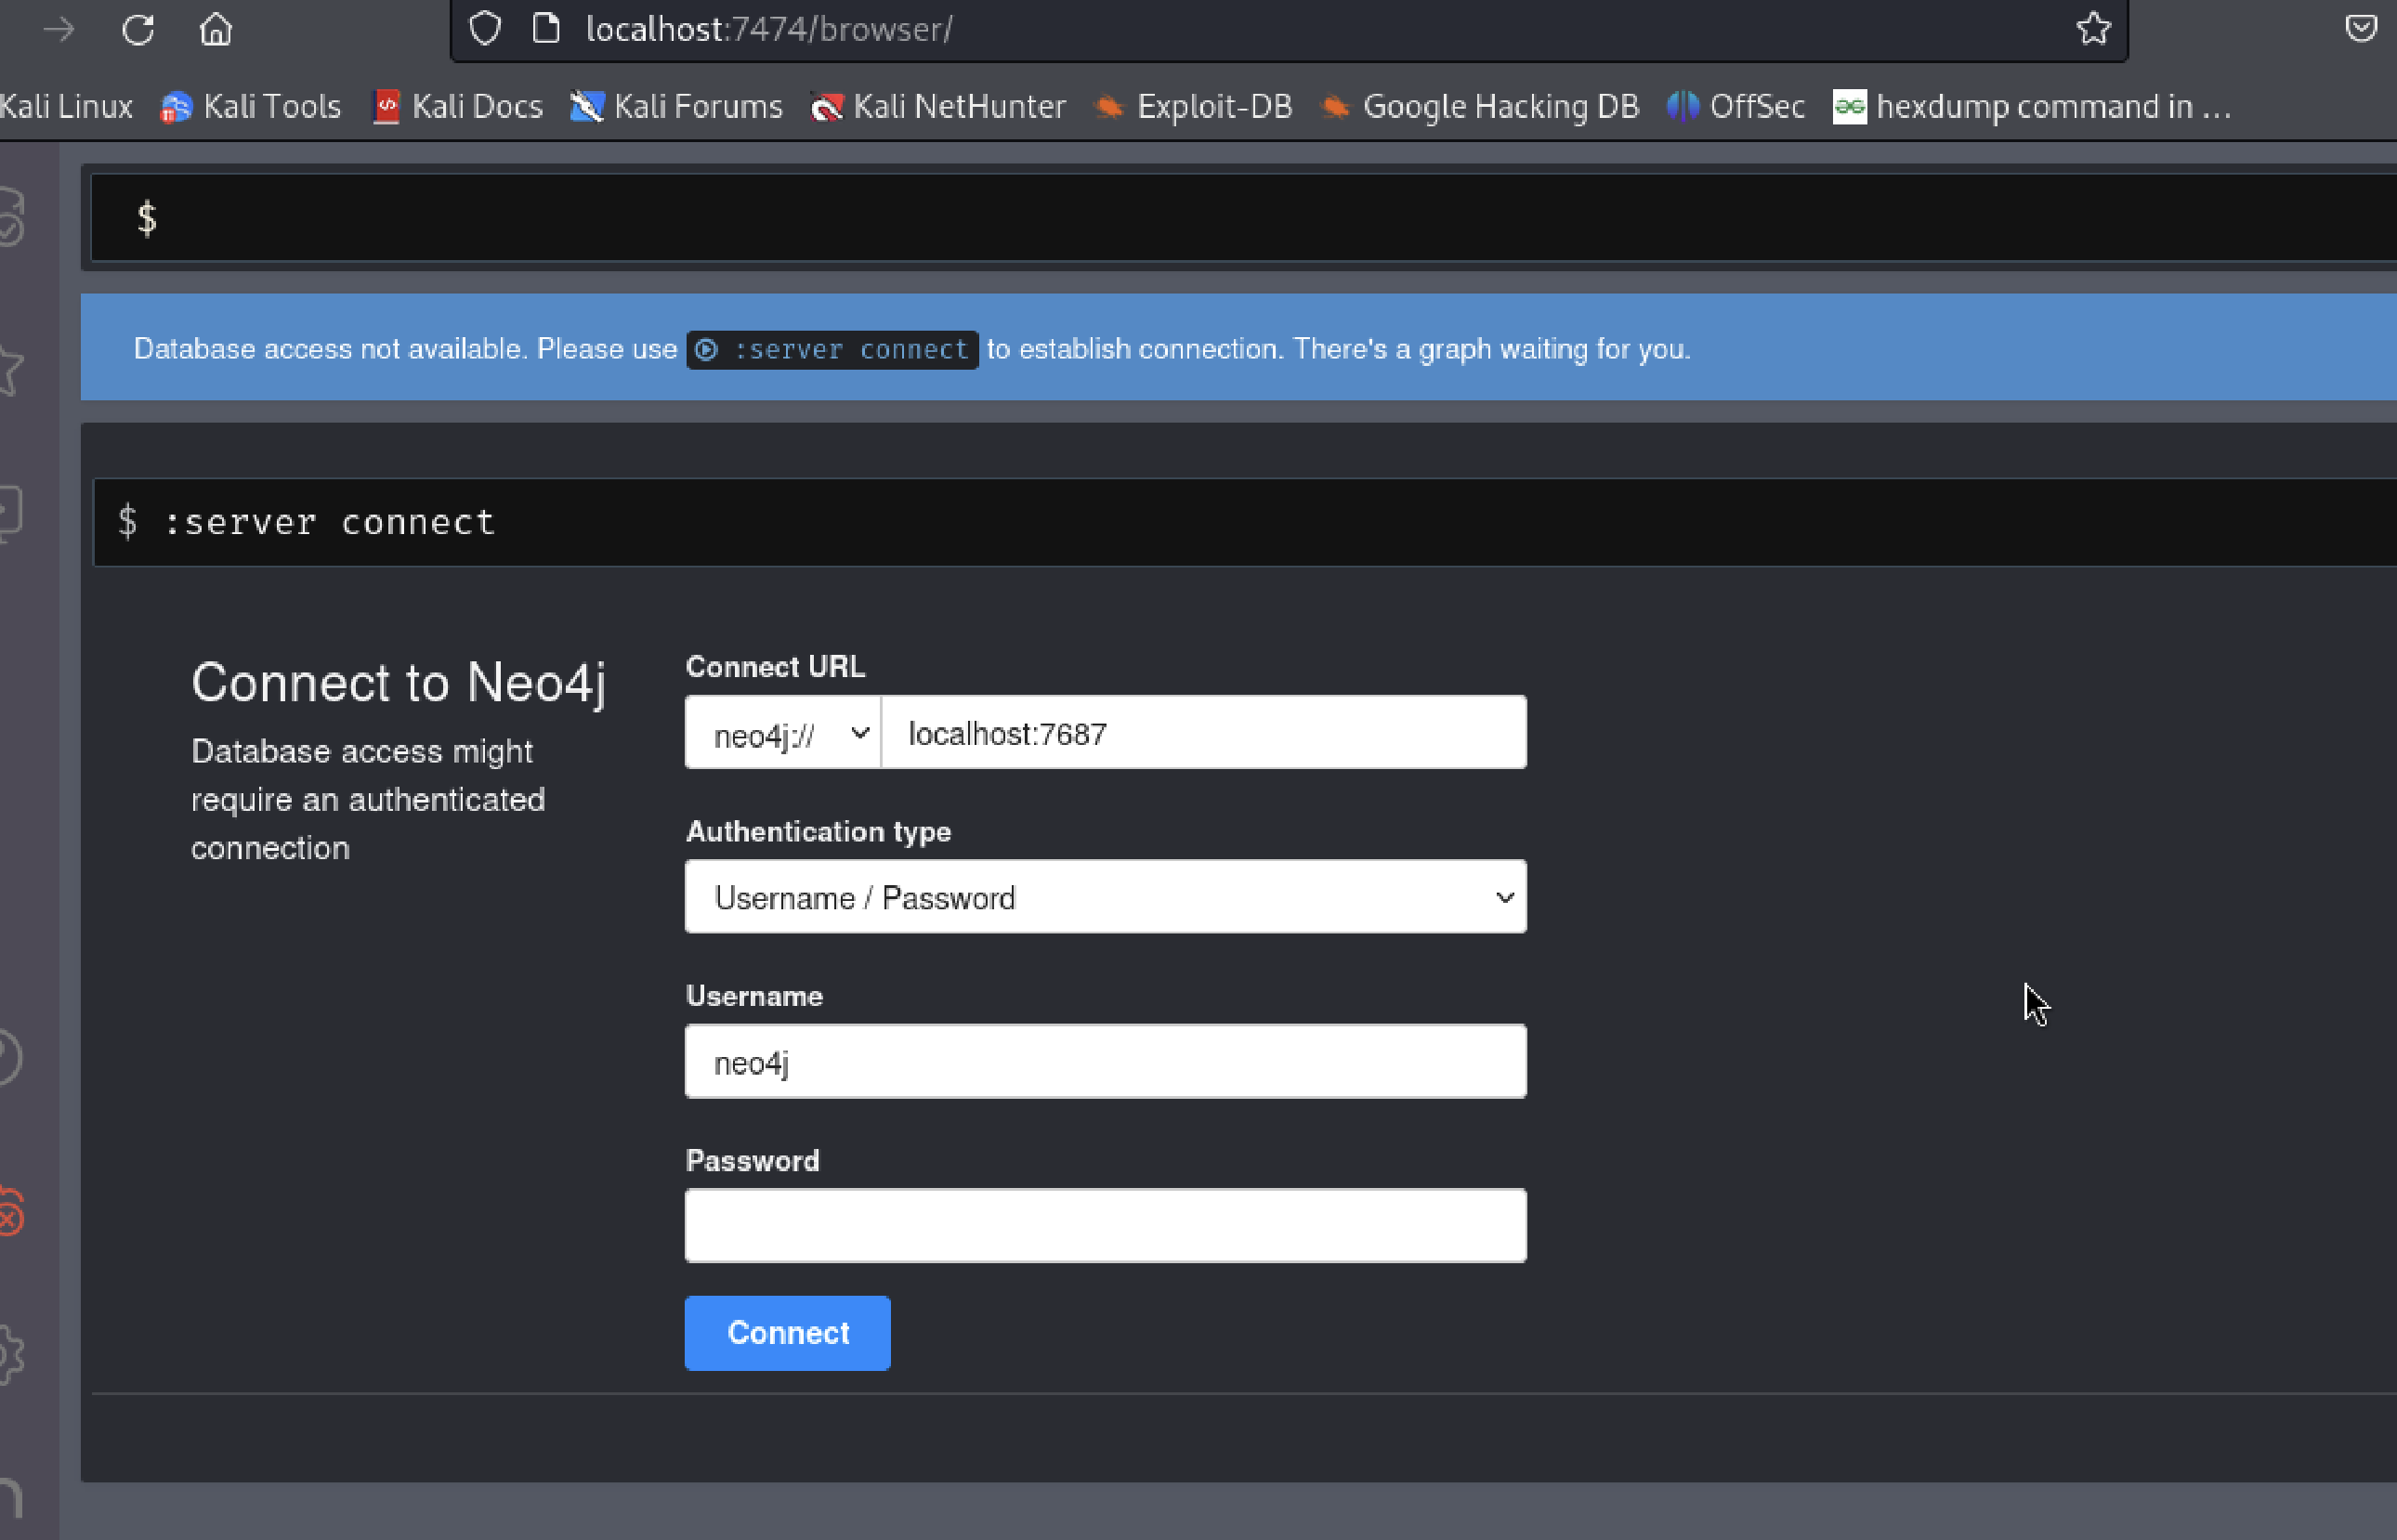 localhost:7474/browser/
Kali Linux Kali Tools Kali Docs Kali Forums Kali NetHunter Exploit-DB Google Hacking DB OffSec hexdump command in ...
$
Database access not available. Please use :server connect to establish connection. There's a graph waiting for you.
$ :server connect
Connect to Neo4j
Database access might
require an authenticated
connection
Connect URL
neo4j:// localhost:7687
Authentication type
Username / Password
Username
neo4j
Password
Connect